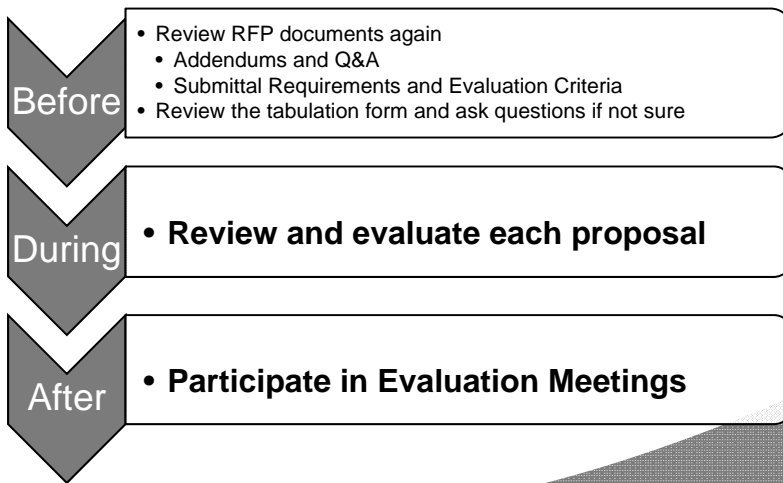 Before
• Review RFP documents again
• Addendums and Q&A
• Submittal Requirements and Evaluation Criteria
• Review the tabulation form and ask questions if not sure
During
• Review and evaluate each proposal
After
• Participate in Evaluation Meetings